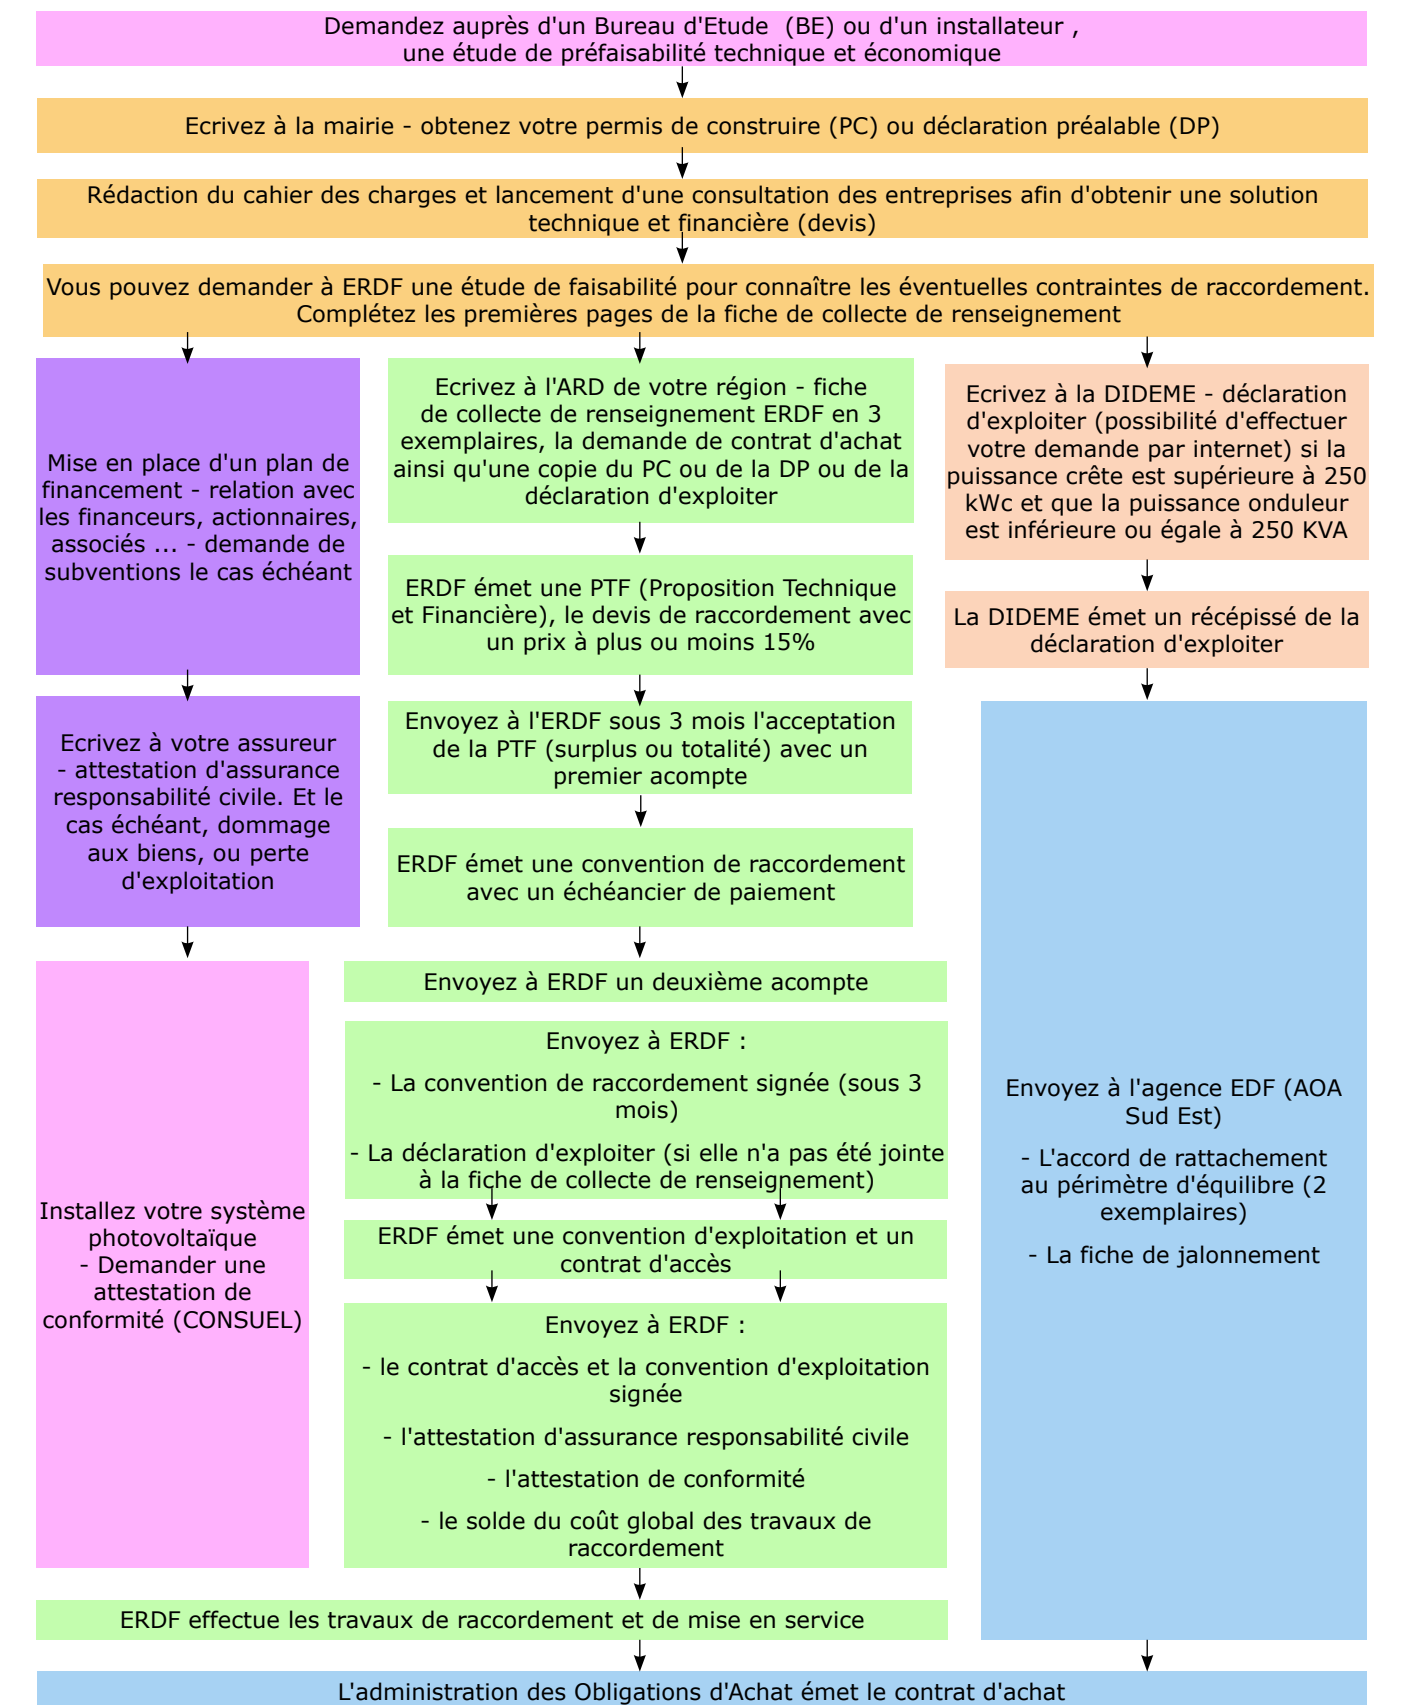 Demandez auprès d'un Bureau d'Etude  (BE) ou d'un installateur ,
une étude de préfaisabilité technique et économique
Ecrivez à la mairie - obtenez votre permis de construire (PC) ou déclaration préalable (DP)
Rédaction du cahier des charges et lancement d'une consultation des entreprises afin d'obtenir une solution
technique et financière (devis)
Vous pouvez demander à ERDF une étude de faisabilité pour connaître les éventuelles contraintes de raccordement.
Complétez les premières pages de la fiche de collecte de renseignement
Mise en place d'un plan de
financement - relation avec
les financeurs, actionnaires,
associés ... - demande de
subventions le cas échéant
Ecrivez à votre assureur
- attestation d'assurance
responsabilité civile. Et le
cas échéant, dommage
aux biens, ou perte
d'exploitation
Installez votre système
photovoltaïque
- Demander une
attestation de
conformité (CONSUEL)
Ecrivez à l'ARD de votre région - fiche
de collecte de renseignement ERDF en 3
exemplaires, la demande de contrat d'achat
ainsi qu'une copie du PC ou de la DP ou de la
déclaration d'exploiter
ERDF émet une PTF (Proposition Technique
et Financière), le devis de raccordement avec
un prix à plus ou moins 15%
Envoyez à l'ERDF sous 3 mois l'acceptation
de la PTF (surplus ou totalité) avec un
premier acompte
ERDF émet une convention de raccordement
avec un échéancier de paiement
Envoyez à ERDF un deuxième acompte
Envoyez à ERDF :
- La convention de raccordement signée (sous 3
mois)
- La déclaration d'exploiter (si elle n'a pas été jointe
à la fiche de collecte de renseignement)
ERDF émet une convention d'exploitation et un
contrat d'accès
Envoyez à ERDF :
- le contrat d'accès et la convention d'exploitation
signée
- l'attestation d'assurance responsabilité civile
- l'attestation de conformité
- le solde du coût global des travaux de
raccordement
ERDF effectue les travaux de raccordement et de mise en service
Ecrivez à la DIDEME - déclaration
d'exploiter (possibilité d'effectuer
votre demande par internet) si la
puissance crête est supérieure à 250
kWc et que la puissance onduleur
est inférieure ou égale à 250 KVA
La DIDEME émet un récépissé de la
déclaration d'exploiter
Envoyez à l'agence EDF (AOA
Sud Est)
- L'accord de rattachement
au périmètre d'équilibre (2
exemplaires)
- La fiche de jalonnement
L'administration des Obligations d'Achat émet le contrat d'achat